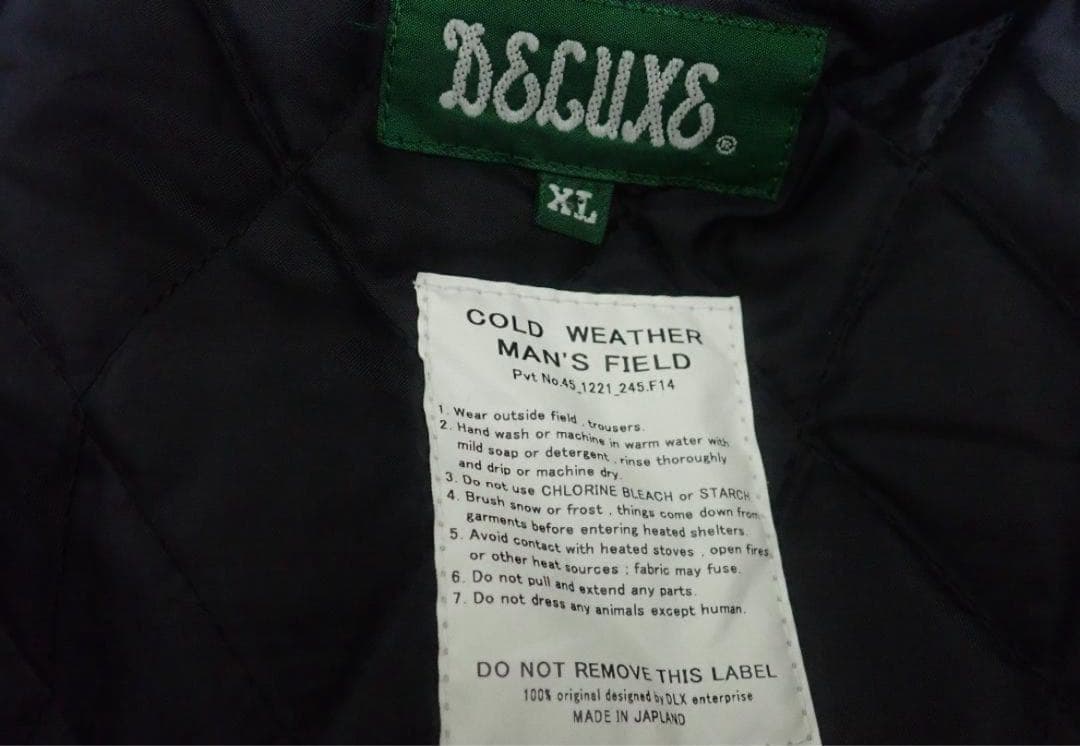 DELUXE®
XL
COLD WEATHER
MAN'S FIELD
Pvt No.45_1221_245.F14
1. Wear outside field . trousers.
2. Hand wash or machine in warm water with
mild soap or detergent . rinse thoroughly
and drip or machine dry.
3. Do not use CHLORINE BLEACH or STARCH.
4. Brush snow or frost . things come down from
garments before entering heated shelters.
5. Avoid contact with heated stoves . open fires.
or other heat sources : fabric may fuse.
6. Do not pull and extend any parts.
7. Do not dress any animals except human.
DO NOT REMOVE THIS LABEL
100% original designed by DLX enterprise
MADE IN JAPLAND